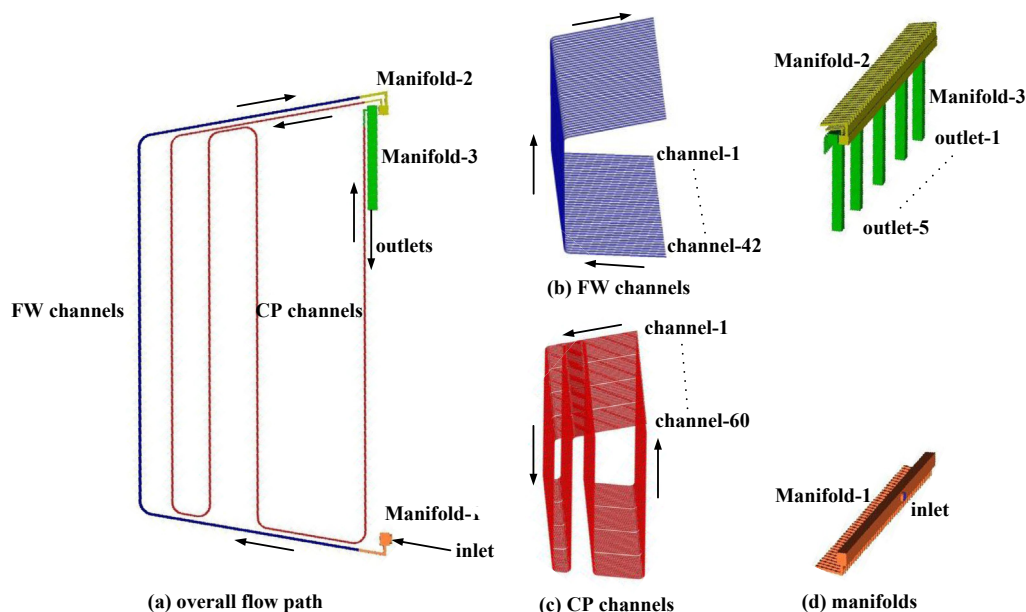 Manifold-2
Manifold-3
outlets
FW channels
CP channels
Manifold-1
inlet
(a) overall flow path
channel-1
channel-42
(b) FW channels
channel-1
channel-60
(c) CP channels
Manifold-2
Manifold-3
outlet-1
outlet-5
Manifold-1
inlet
(d) manifolds